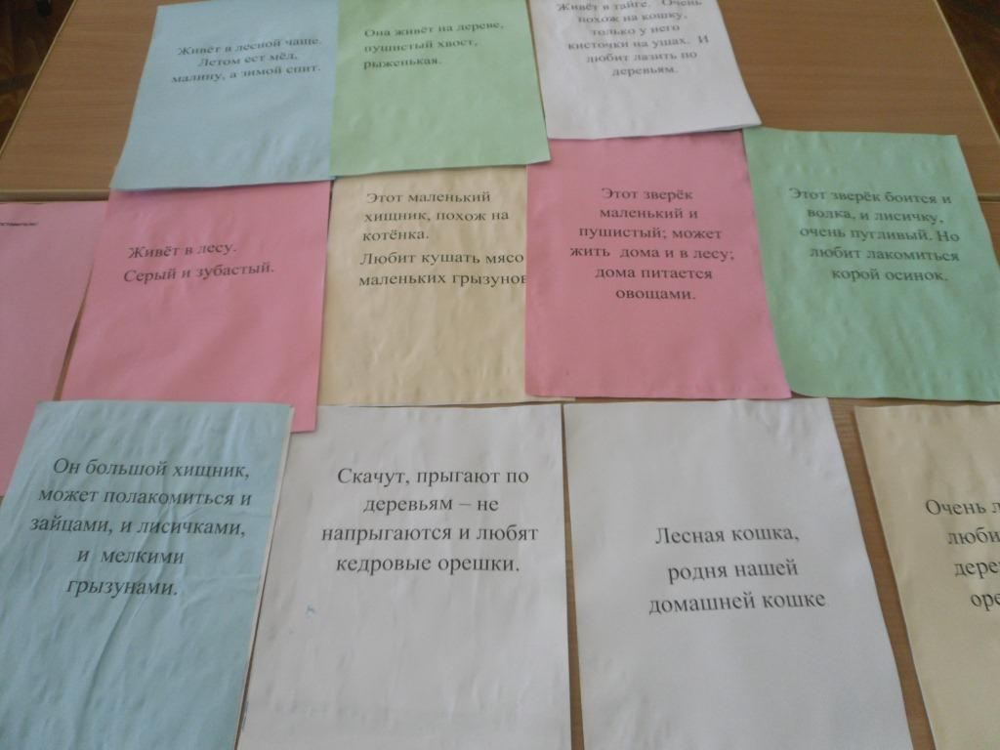 Живёт в лесной чаще.
Летом ест мёд,
малину, а зимой спит.
Она живёт на дереве,
пушистый хвост,
рыженькая.
Живёт в тайге. Очень
похож на кошку,
только у него
кисточки на ушах. И
любит лазить по
деревьям.
Живёт в лесу.
Серый и зубастый.
Этот маленький
хищник, похож на
котёнка.
Любит кушать мясо
маленьких грызунов
Этот зверёк
маленький и
пушистый; может
жить дома и в лесу;
дома питается
овощами.
Этот зверёк боится и
волка, и лисичку,
очень пугливый. Но
любит лакомиться
корой осинок.
Он большой хищник,
может полакомиться и
зайцами, и лисичками,
и мелкими
грызунами.
Скачут, прыгают по
деревьям – не
напрыгаются и любят
кедровые орешки.
Лесная кошка,
родня нашей
домашней кошке
Очень л
люби
дере
оре